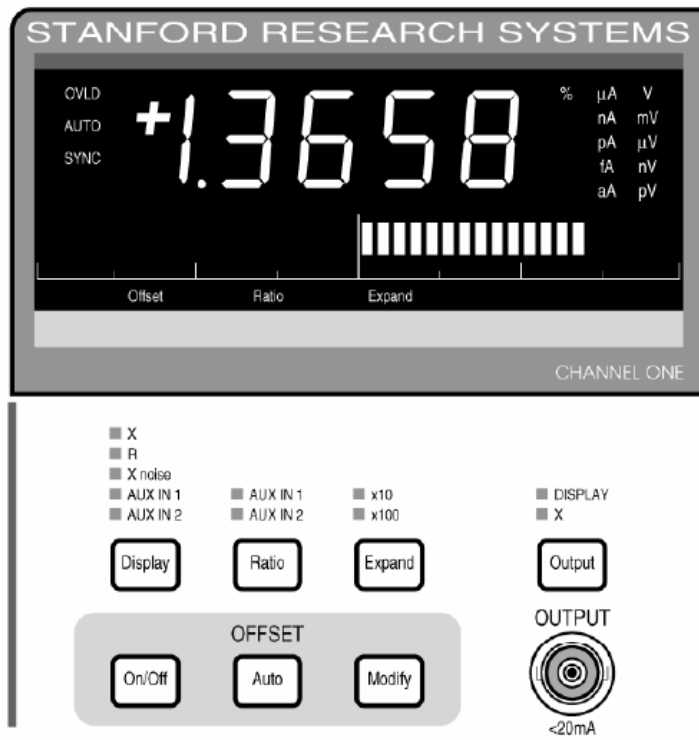 STANFORD RESEARCH SYSTEMS
OVLD
AUTO
SYNC
+1.3658
% µA V
nA mV
pA µV
fA nV
aA pV
Offset Ratio Expand
CHANNEL ONE
X
R
X noise
AUX IN 1 AUX IN 1 x10 DISPLAY
AUX IN 2 AUX IN 2 x100 X
Display Ratio Expand Output
OFFSET OUTPUT
On/Off Auto Modify
<20mA